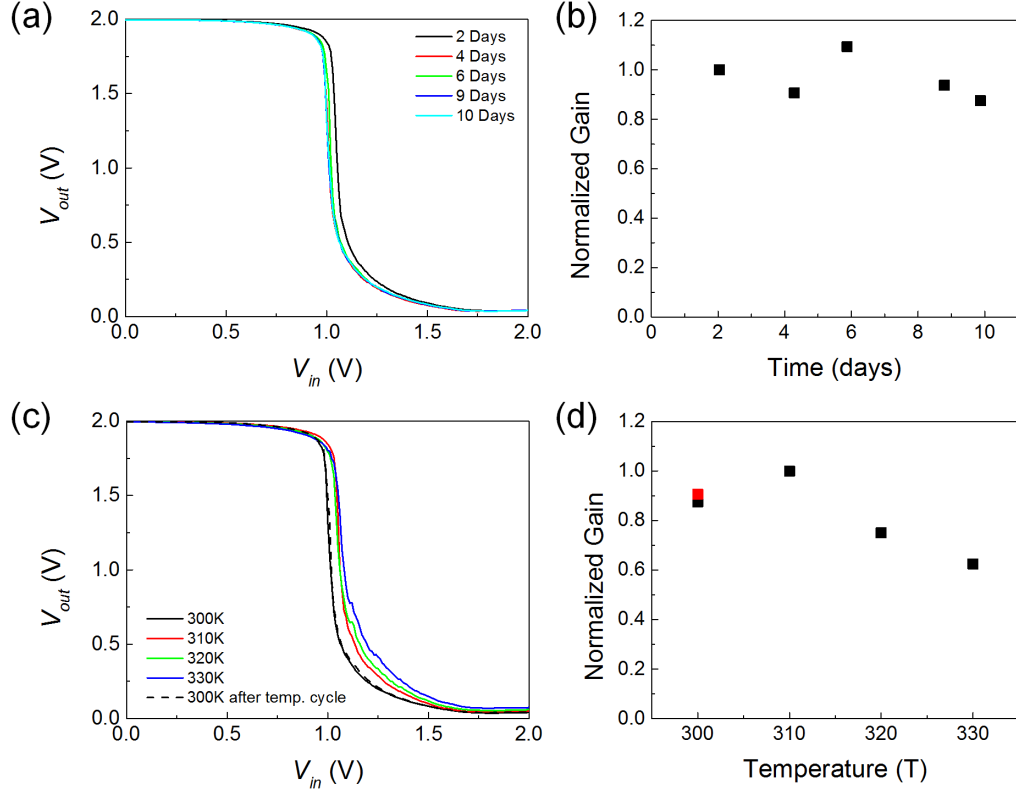 (a)
2.0
1.5
1.0
0.5
0.0
V_out (V)
2 Days
4 Days
6 Days
9 Days
10 Days
0.0 0.5 1.0 1.5 2.0
V_in (V)
(b)
1.2
1.0
0.8
0.6
0.4
0.2
0.0
Normalized Gain
0 2 4 6 8 10
Time (days)
(c)
2.0
1.5
1.0
0.5
0.0
V_out (V)
300K
310K
320K
330K
300K after temp. cycle
0.0 0.5 1.0 1.5 2.0
V_in (V)
(d)
1.2
1.0
0.8
0.6
0.4
0.2
0.0
Normalized Gain
300 310 320 330
Temperature (T)